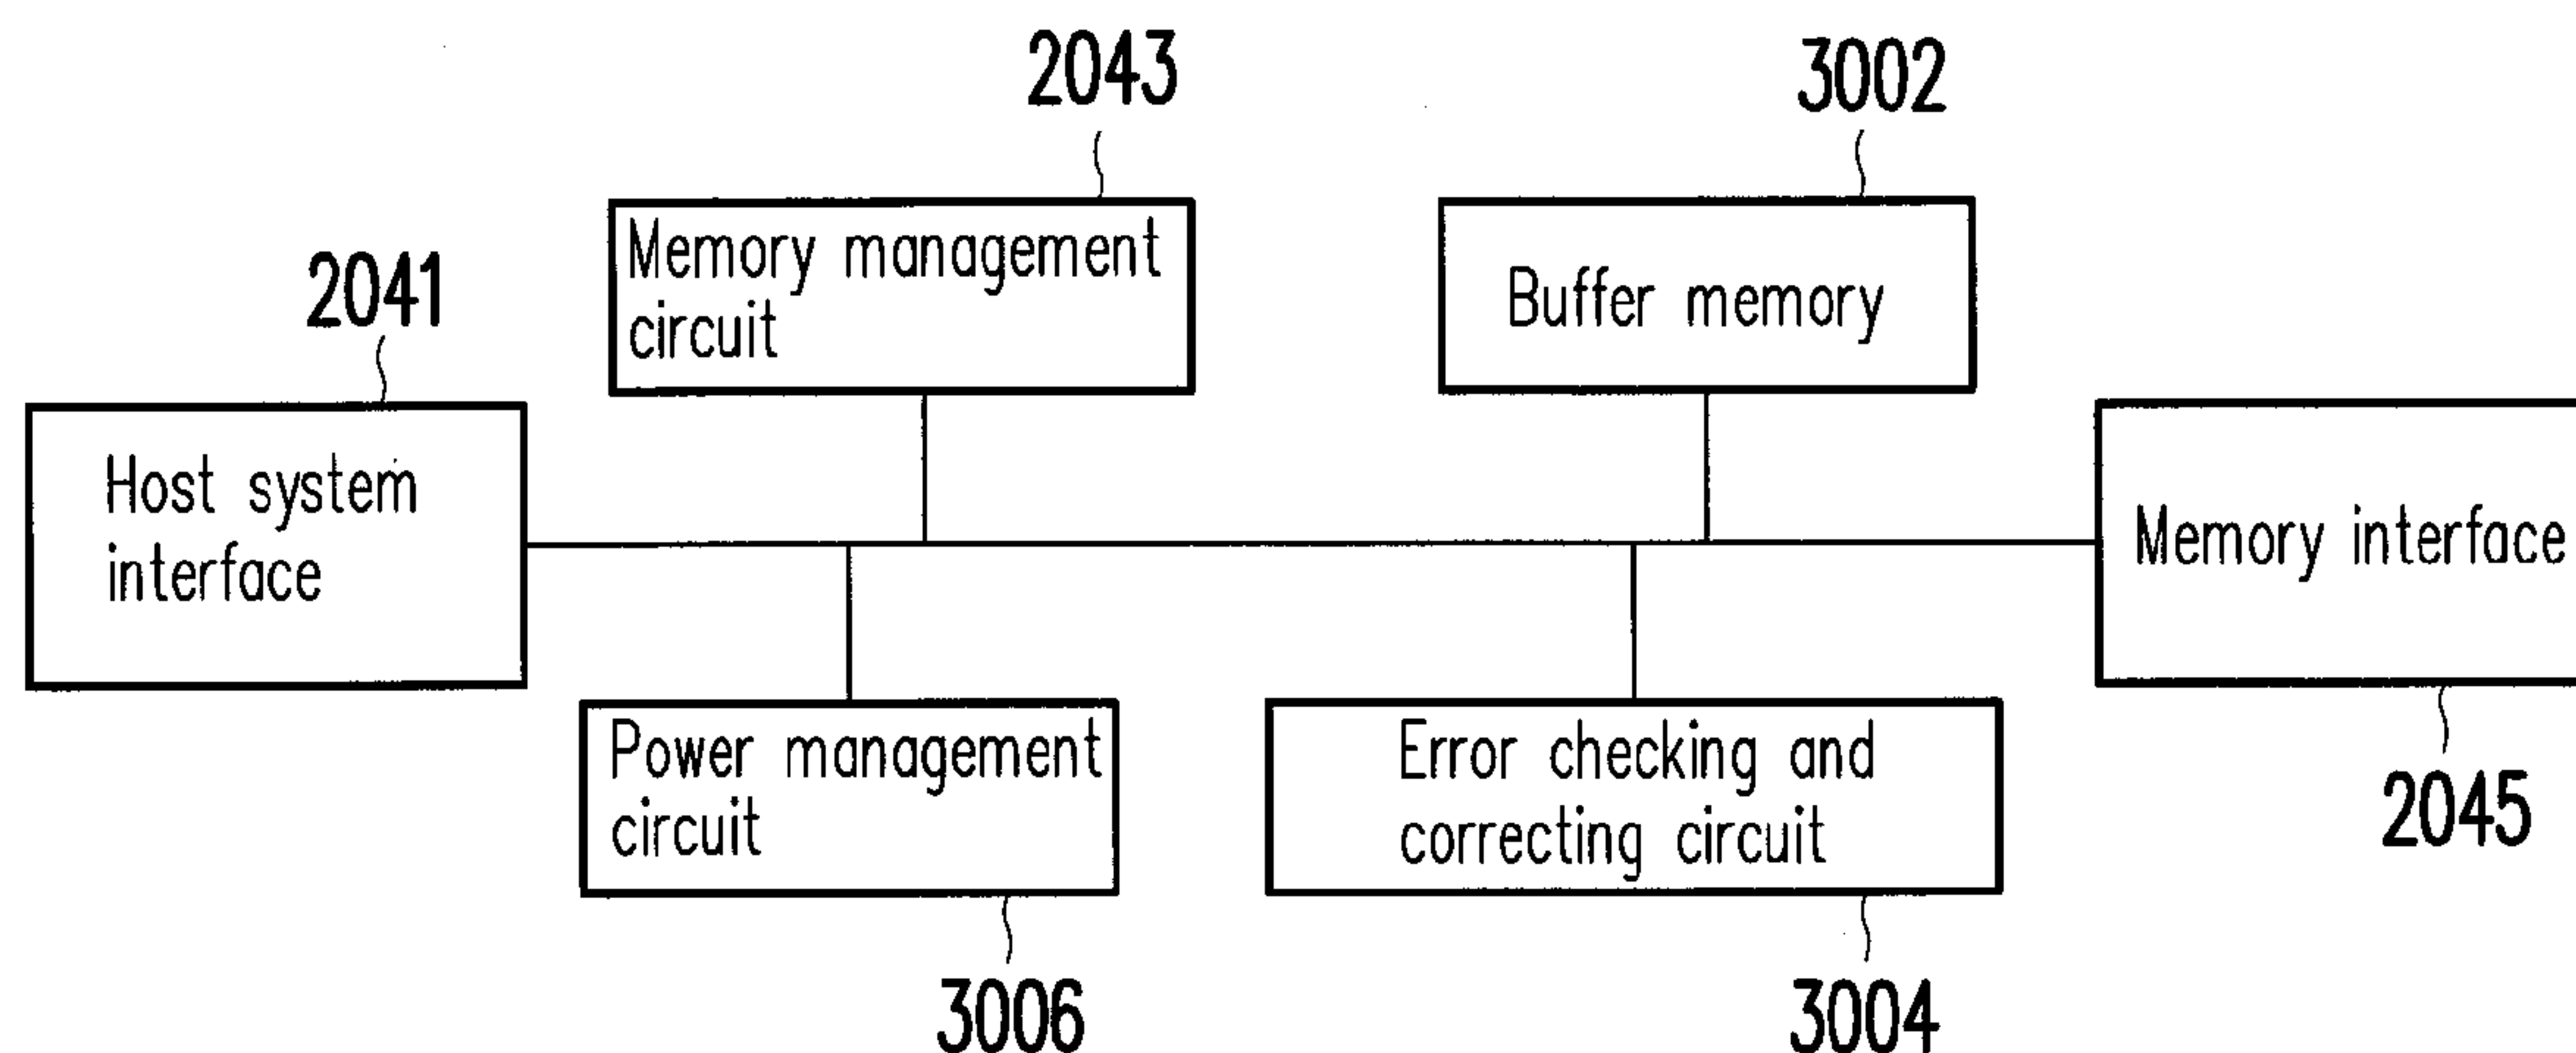 2043
3002
Memory management
circuit
Buffer memory
2041
Host system
interface
Memory interface
2045
Power management
circuit
Error checking and
correcting circuit
3006
3004